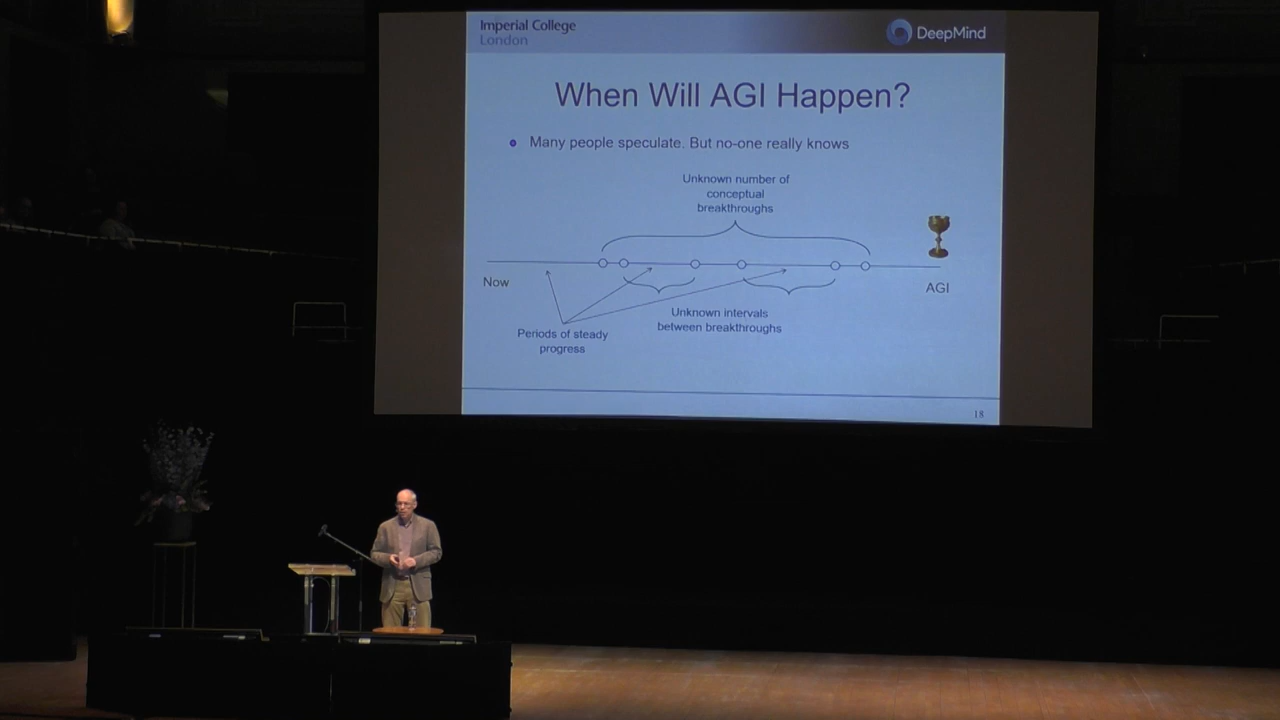 Imperial College
London
DeepMind
When Will AGI Happen?
Many people speculate. But no-one really knows
Unknown number of
conceptual
breakthroughs
Now
AGI
Unknown intervals
between breakthroughs
Periods of steady
progress
18